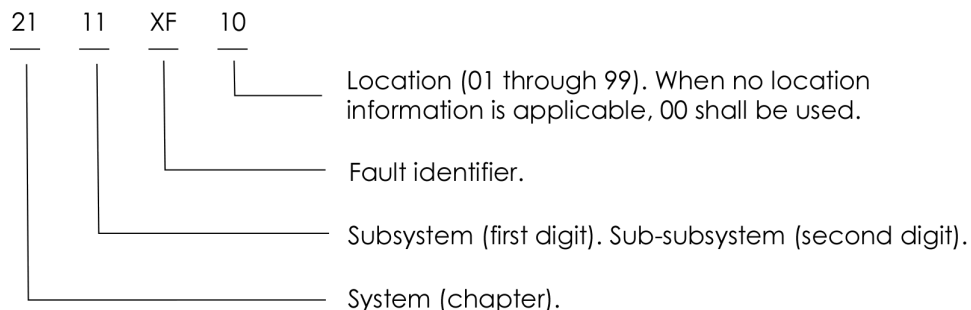 21 11 XF 10
Location (01 through 99). When no location
information is applicable, 00 shall be used.
Fault identifier.
Subsystem (first digit). Sub-subsystem (second digit).
System (chapter).